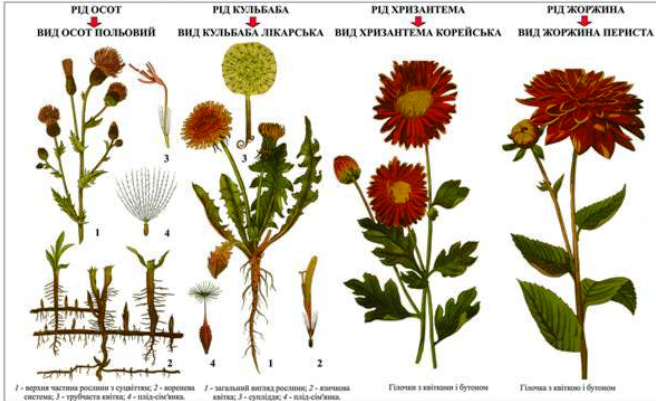 РІД ОСОТ
ВИД ОСОТ ПОЛЬОВИЙ
3
1
4
2
1 - верхня частина рослини з суцвіттям; 2 - коренева
система; 3 - трубчаста квітка; 4 - плід-сім'янка.
РІД КУЛЬБАБА
ВИД КУЛЬБАБА ЛІКАРСЬКА
3
4
1
2
1 - загальний вигляд рослини; 2 - язичкова
квітка; 3 - супліддя; 4 - плід-сім'янка.
РІД ХРИЗАНТЕМА
ВИД ХРИЗАНТЕМА КОРЕЙСЬКА
Гілочки з квітками і бутоном
РІД ЖОРЖИНА
ВИД ЖОРЖИНА ПЕРИСТА
Гілочка з квіткою і бутоном